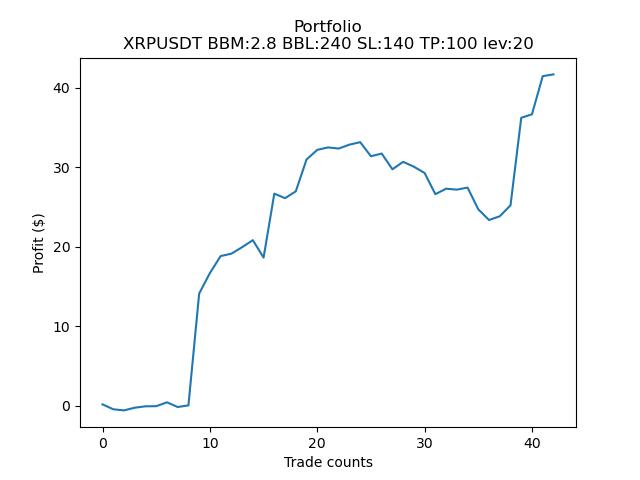 Portfolio
XRPUSDT BBM:2.8 BBL:240 SL:140 TP:100 lev:20
40
30
20
10
0
Profit ($)
0 10 20 30 40
Trade counts